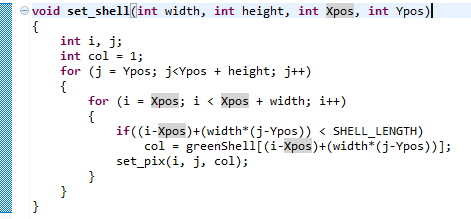 void set_shell(int width, int height, int Xpos, int Ypos)
{
    int i, j;
    int col = 1;
    for (j = Ypos; j<Ypos + height; j++)
    {
        for (i = Xpos; i < Xpos + width; i++)
        {
            if((i-Xpos)+(width*(j-Ypos)) < SHELL_LENGTH)
                col = greenShell[(i-Xpos)+(width*(j-Ypos))];
            set_pix(i, j, col);
        }
    }
}